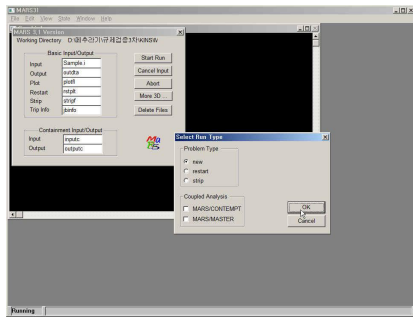 MARS31
File Edit View State Window Help
MARS 3.1 Version
Working Directory
Basic Input/Output
Input Sample.i
Output outdta
Plot plotfl
Restart rstplt
Strip stripf
Trip Info
Start Run
Cancel Input
Abort
More 3D ...
Delete Files
Containment Input/Output
Input inputc
Output outputc
MARS
Select Run Type
Problem Type
new
restart
strip
Coupled Analysis
MARS/CONTEMPT
MARS/MASTER
OK
Cancel
Running